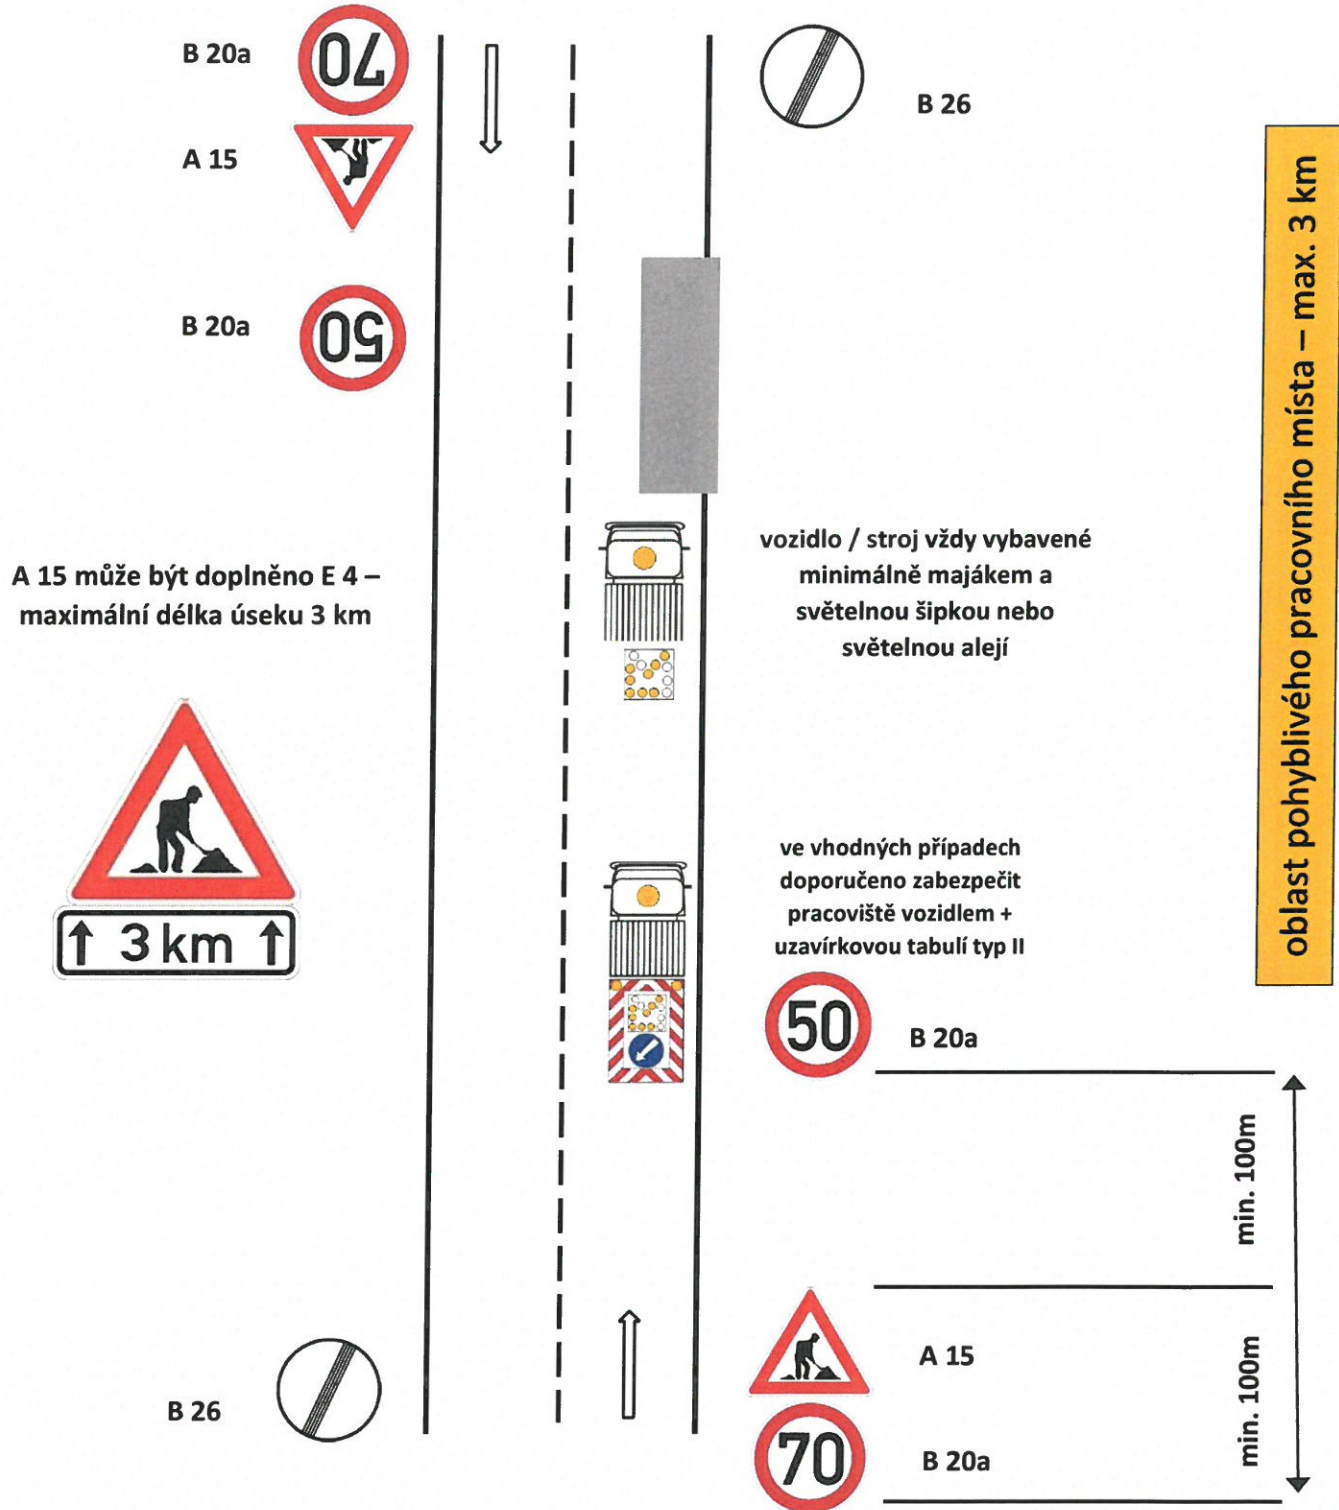 B 20a
70
B 26
A 15
B 20a
50
oblast pohyblivého pracovního místa – max. 3 km
A 15 může být doplněno E 4 –
maximální délka úseku 3 km
vozidlo / stroj vždy vybavené
minimálně majákem a
světelnou šipkou nebo
světelnou alejí
3 km
ve vhodných případech
doporučeno zabezpečit
pracoviště vozidlem +
uzavírkovou tabulí typ II
50
B 20a
min. 100m
A 15
min. 100m
B 26
70
B 20a